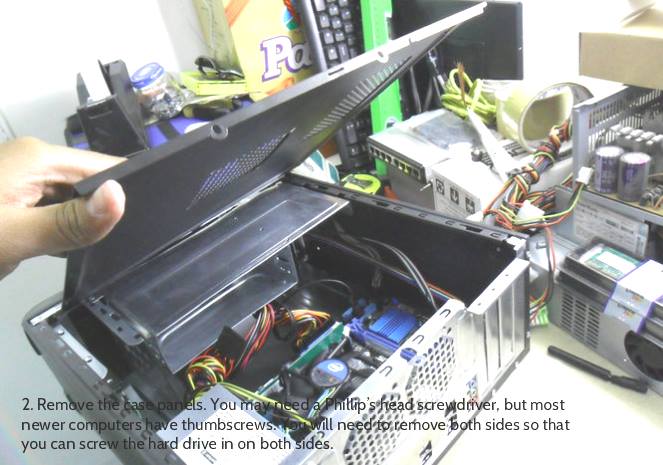 Pa
2. Remove the case panels. You may need a Phillip's head screwdriver, but most
newer computers have thumbscrews. You will need to remove both sides so that
you can screw the hard drive in on both sides.